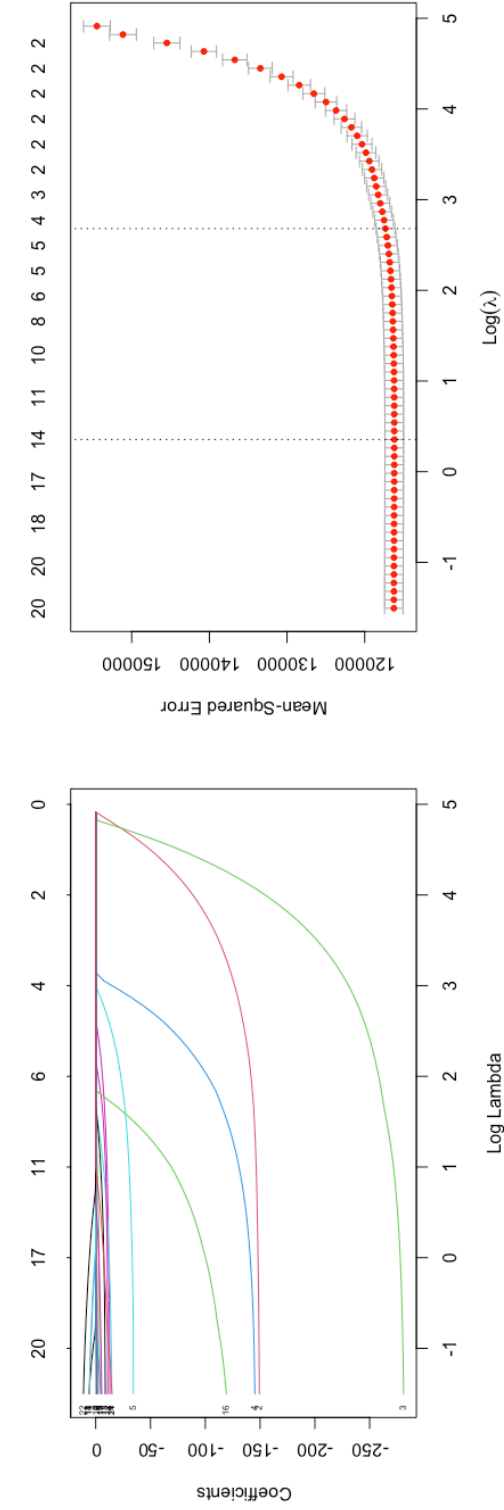 20 17 11 6 4 2 0
Coefficients
0
-50
-100
-150
-200
-250
5
16
4
2
3
-1 0 1 2 3 4 5
Log Lambda
20 20 18 17 14 11 10 8 6 5 5 4 3 2 2 2 2 2 2
Mean-Squared Error
150000
140000
130000
120000
-1 0 1 2 3 4 5
Log(λ)